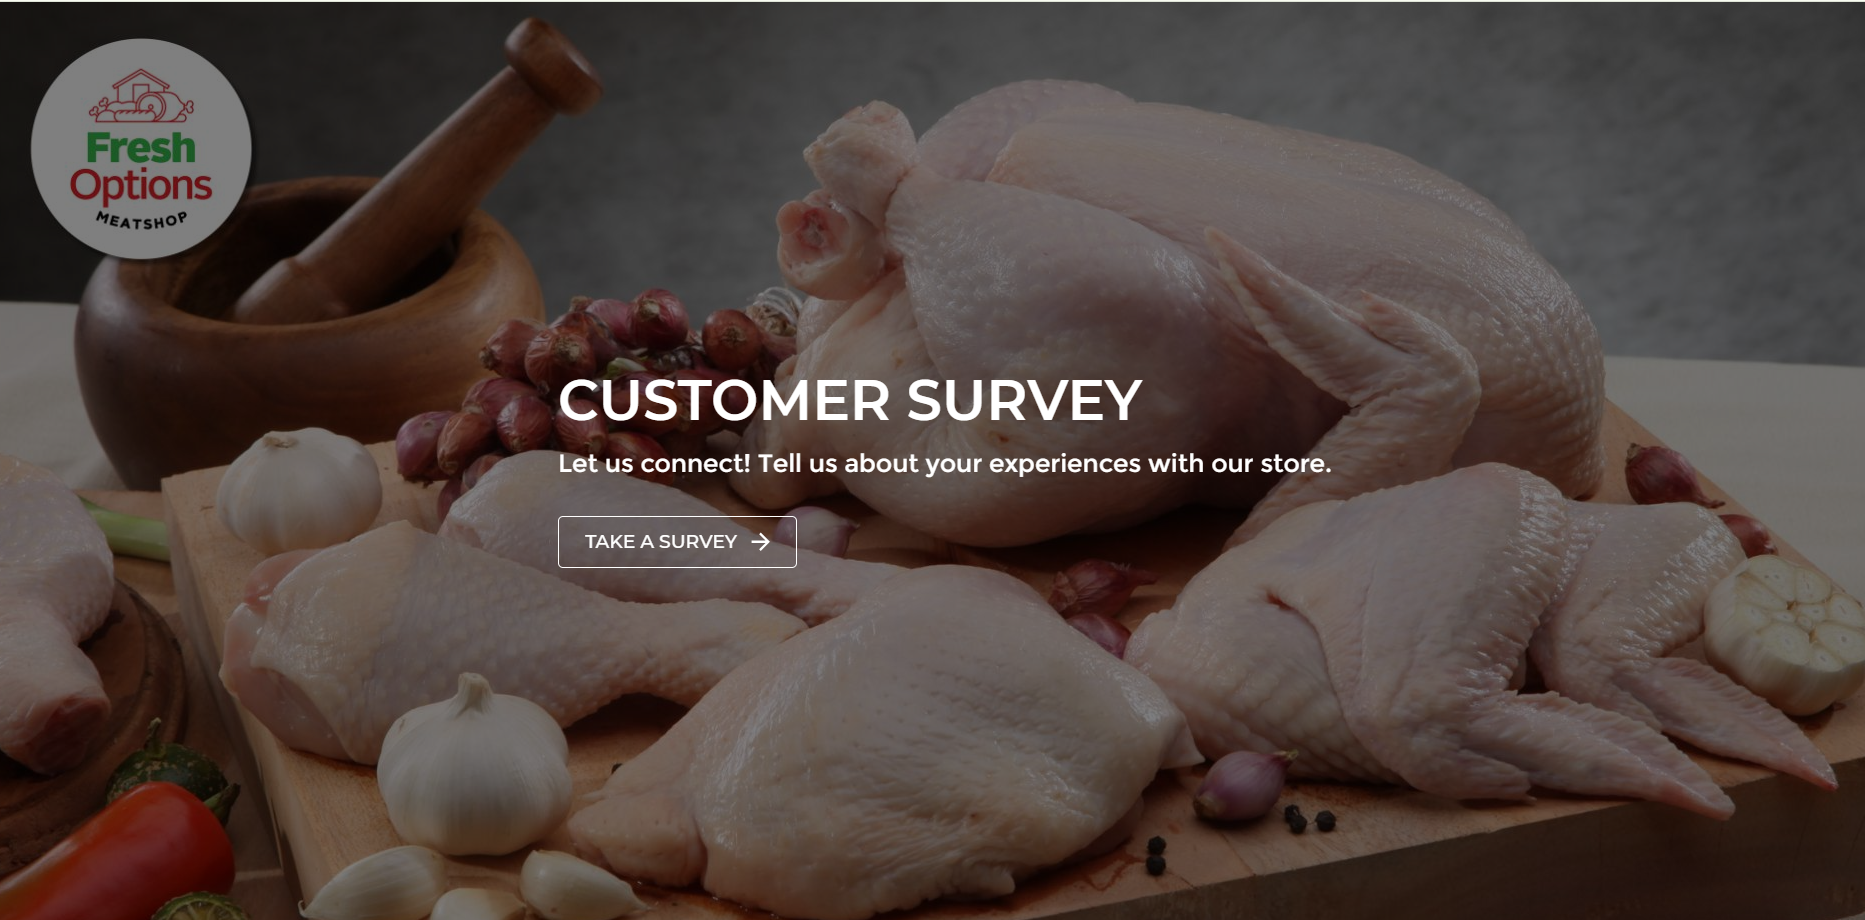 Fresh
Options
MEATSHOP
CUSTOMER SURVEY
Let us connect! Tell us about your experiences with our store.
TAKE A SURVEY